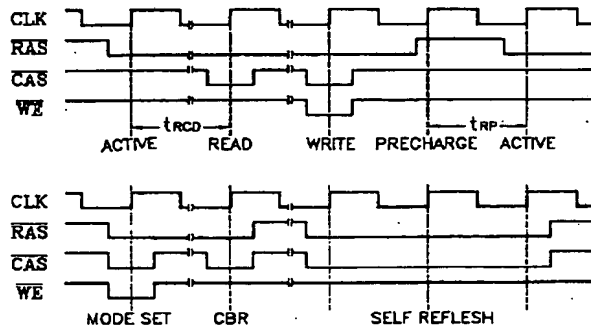 CLK
RAS
CAS
WE
tRCD
tRP
ACTIVE READ WRITE PRECHARGE ACTIVE
CLK
RAS
CAS
WE
MODE SET CBR SELF REFLESH